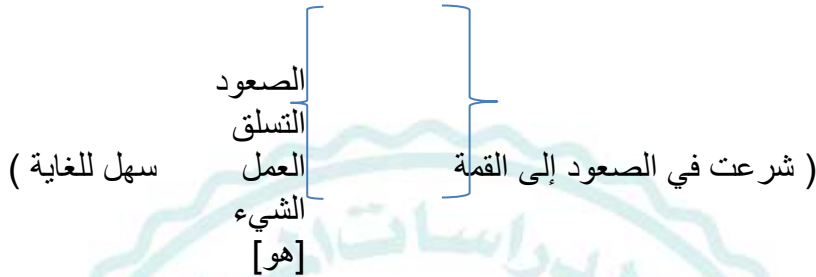 الصعود
التسلق
( شرعت في الصعود إلى القمة العمل سهل للغاية )
الشيء
[هو]